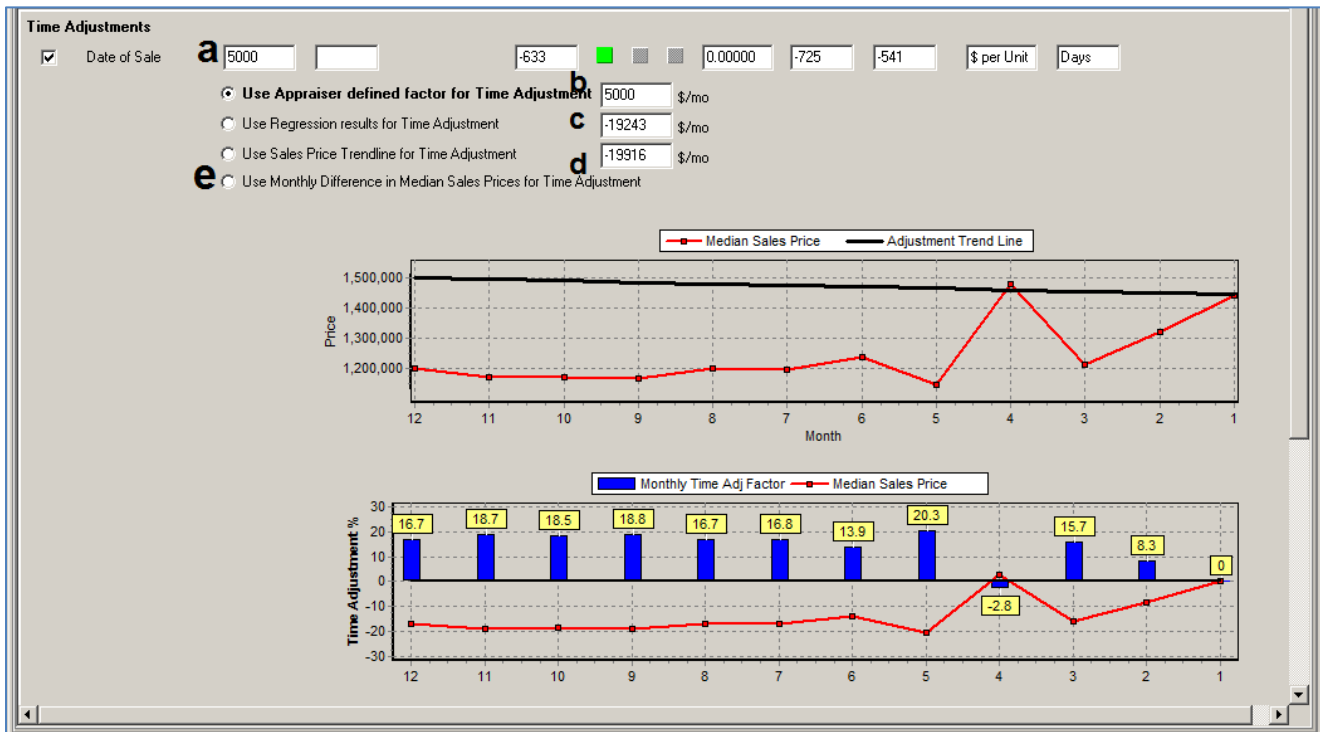 Time Adjustments
Date of Sale a 5000 -633 0.00000 -725 -541 $ per Unit Days
Use Appraiser defined factor for Time Adjustment b 5000 $/mo
Use Regression results for Time Adjustment c -19243 $/mo
Use Sales Price Trendline for Time Adjustment d -19916 $/mo
e Use Monthly Difference in Median Sales Prices for Time Adjustment
Median Sales Price Adjustment Trend Line
1,500,000
1,400,000
1,300,000
1,200,000
Price
12 11 10 9 8 7 6 5 4 3 2 1
Month
Monthly Time Adj Factor Median Sales Price
30
20
10
0
-10
-20
-30
Time Adjustment %
16.7 18.7 18.5 18.8 16.7 16.8 13.9 20.3 -2.8 15.7 8.3 0
12 11 10 9 8 7 6 5 4 3 2 1